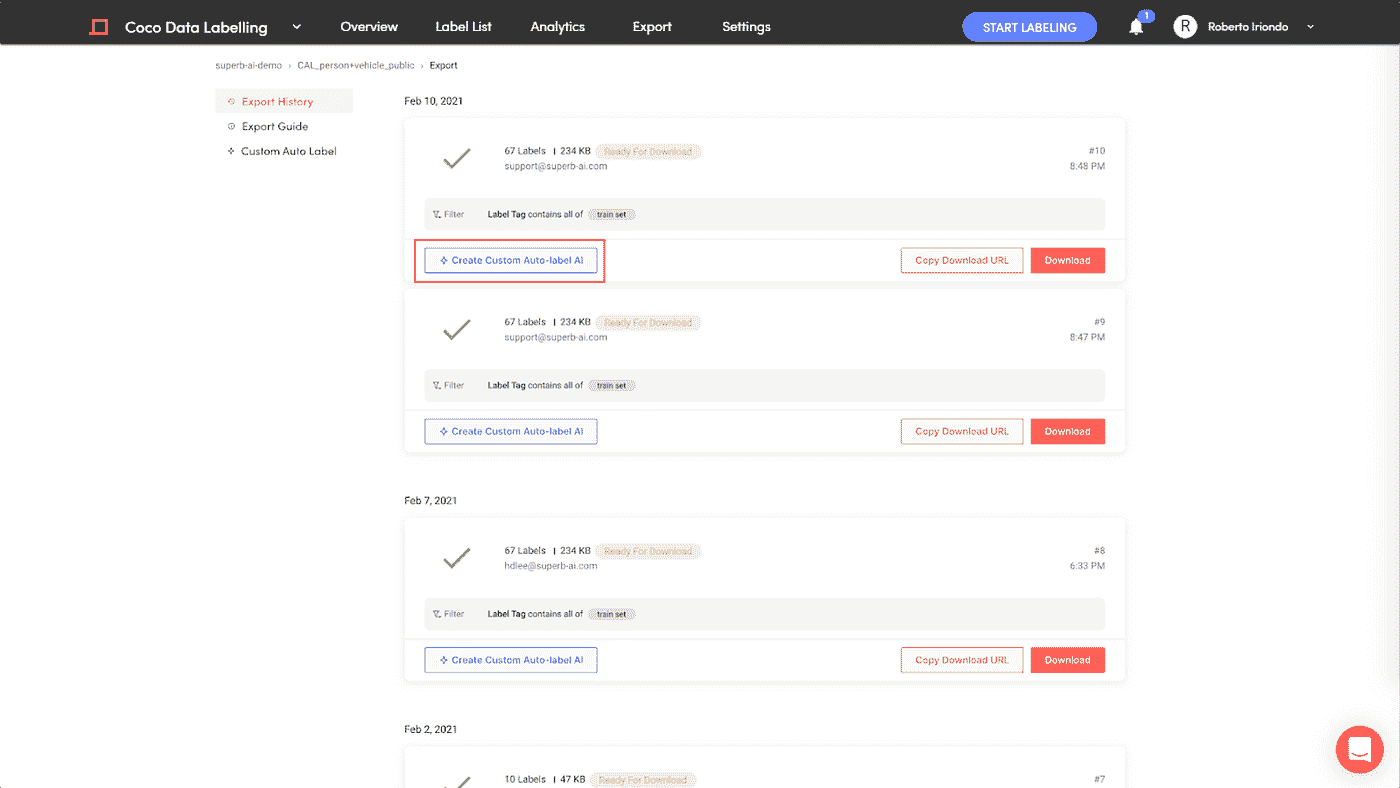 Coco Data Labelling Overview Label List Analytics Export Settings START LABELING 1 R Roberto Iriondo
superb-ai-demo › CAL_person+vehicle_public › Export
Export History
Export Guide
Custom Auto Label
Feb 10, 2021
67 Labels | 234 KB Ready For Download #10
support@superb-ai.com 8:48 PM
Filter Label Tag contains all of train set
Create Custom Auto-label AI Copy Download URL Download
67 Labels | 234 KB Ready For Download #9
support@superb-ai.com 8:47 PM
Filter Label Tag contains all of train set
Create Custom Auto-label AI Copy Download URL Download
Feb 7, 2021
67 Labels | 234 KB Ready For Download #8
hdlee@superb-ai.com 6:33 PM
Filter Label Tag contains all of train set
Create Custom Auto-label AI Copy Download URL Download
Feb 2, 2021
10 Labels | 47 KB Ready For Download #7